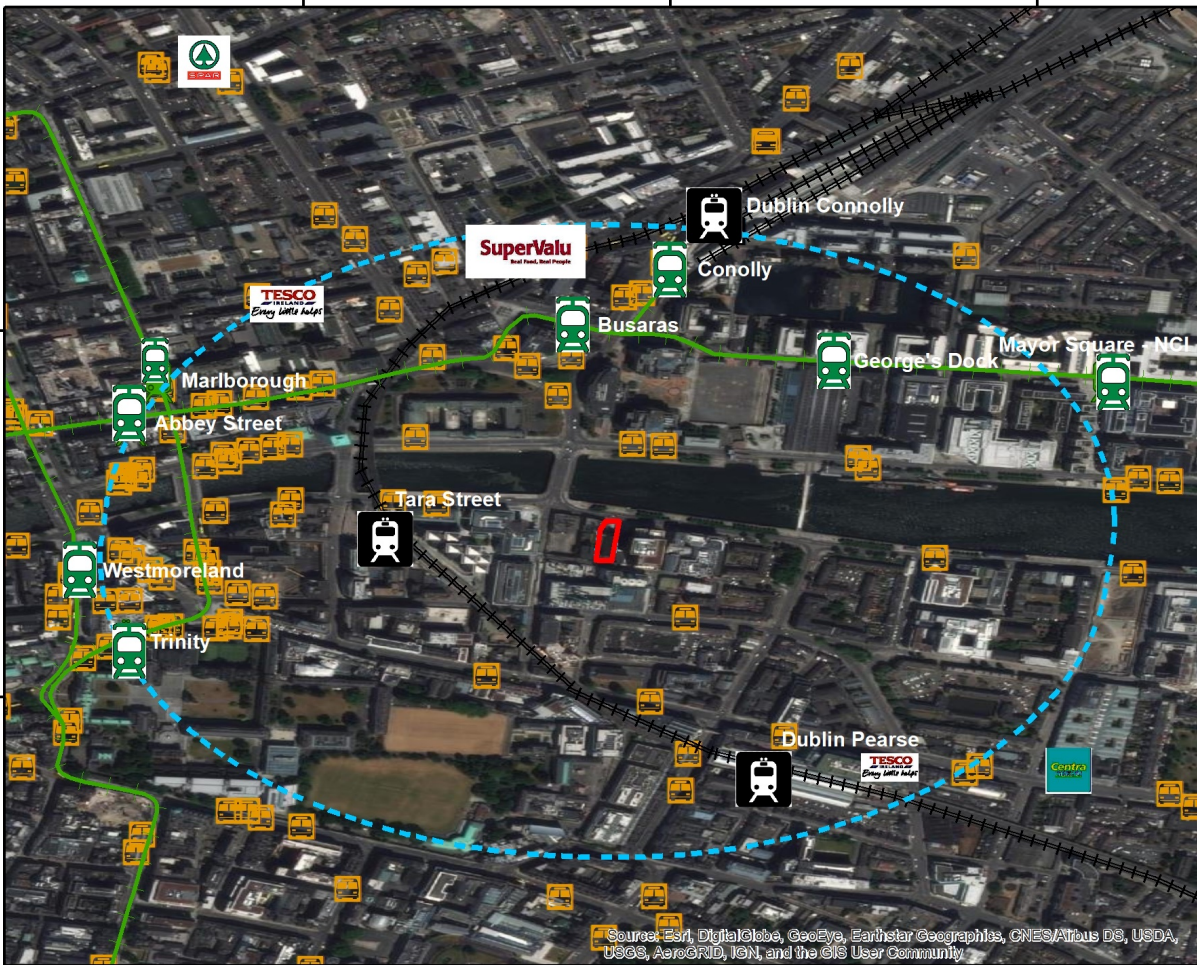 SPAR
Dublin Connolly
SuperValu
Real Food, Real People
Conolly
TESCO
IRELAND
Every little helps
Busaras
Mayor Square - NCI
George's Dock
Marlborough
Abbey Street
Tara Street
Westmoreland
Trinity
Dublin Pearse
TESCO
IRELAND
Every little helps
Centra
Source: Esri, DigitalGlobe, GeoEye, Earthstar Geographics, CNES/Airbus DS, USDA,
USGS, AeroGRID, IGN, and the GIS User Community